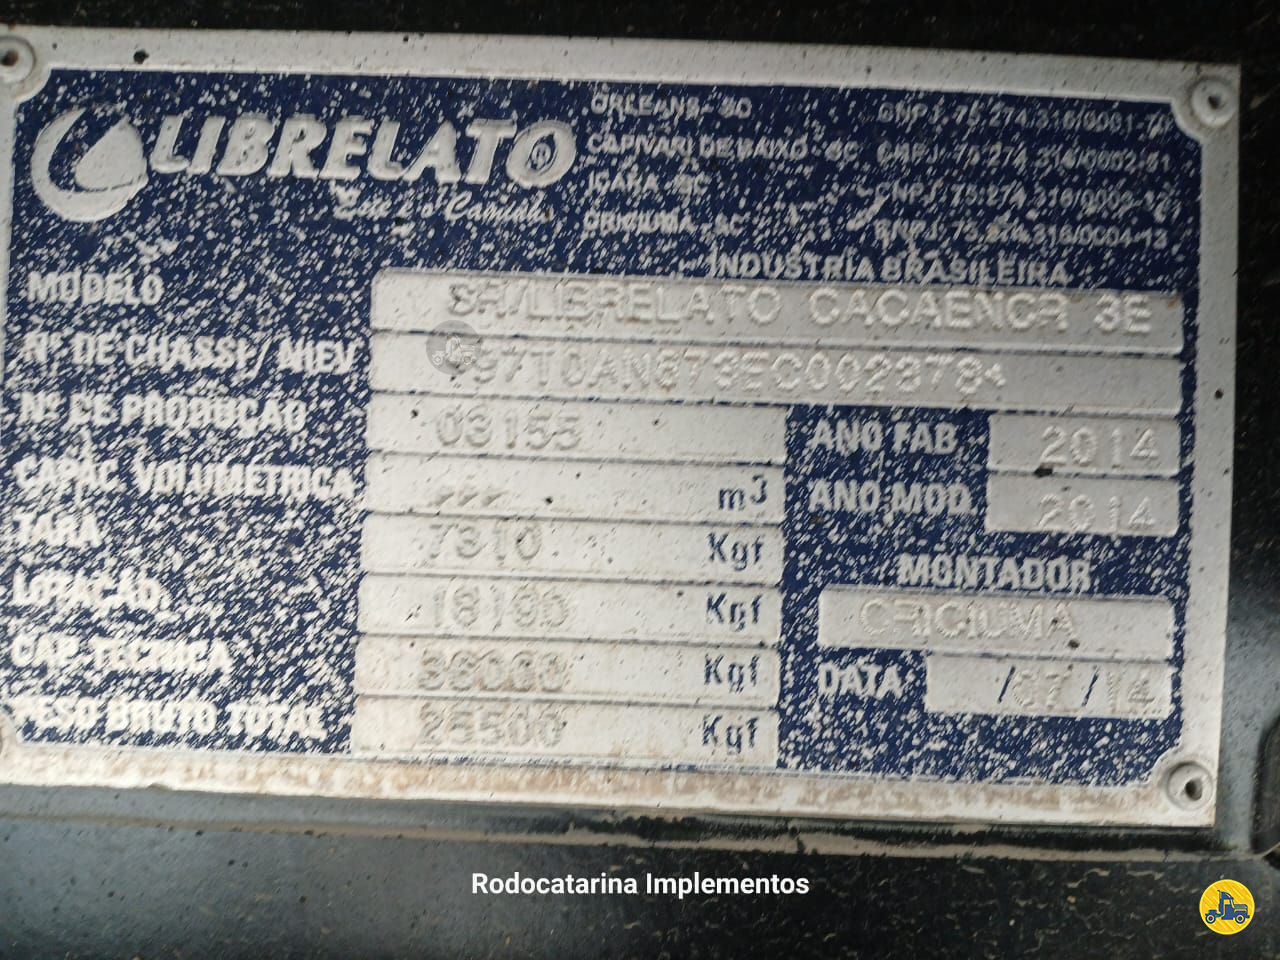 LIBRELATO®
Este é o Caminho
ORLEANS - SC CNPJ - 75.274.316/0001-70
CAPIVARI DE BAIXO - SC CNPJ - 75.274.316/0002-51
IÇARA - SC CNPJ 75.274.316/0003-
CRICIUMA - SC CNPJ - 75.274.316/0004-13
INDUSTRIA BRASILEIRA
MODELO SR/LIBRELATO CACAENCR 3E
Nº DE CHASSI / NIEV
Nº DE PRODUÇÃO 03155 ANO FAB. 2014
CAPAC. VOLUMETRICA *** m3 ANO MOD. 2014
TARA 7310 Kgf MONTADOR
LOTAÇÃO 18190 Kgf CRICIUMA
CAP. TECNICA Kgf DATA /07/14
PESO BRUTO TOTAL 25500 Kgf
Rodocatarina Implementos